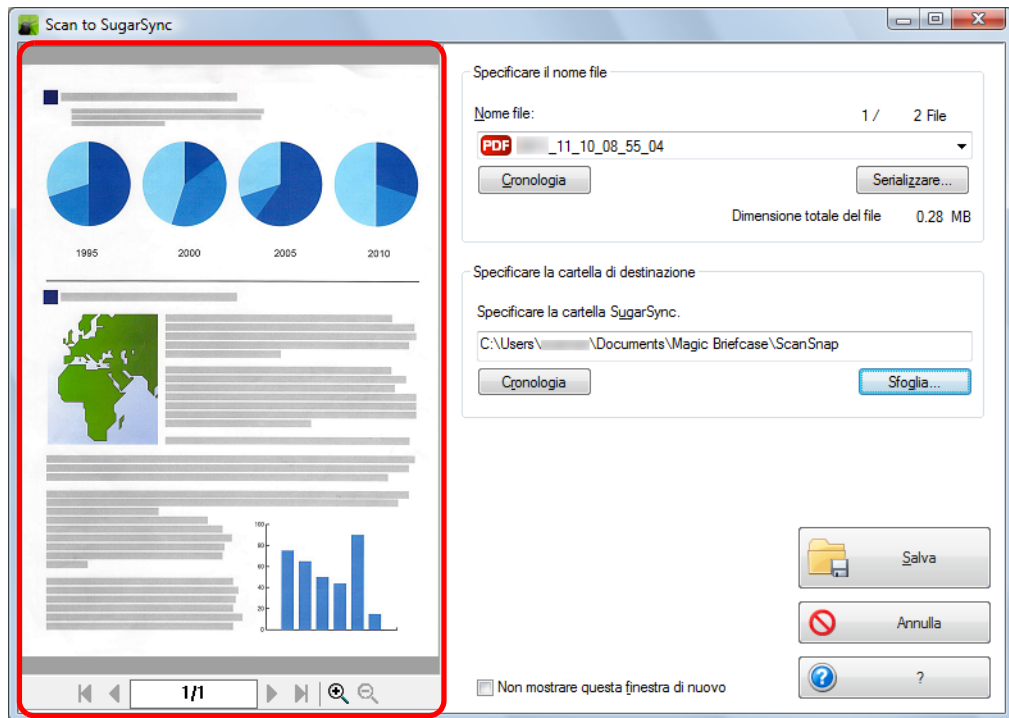 Scan to SugarSync
1995 2000 2005 2010
100
80
60
40
20
0
1/1
Specificare il nome file
Nome file: 1 / 2 File
PDF _11_10_08_55_04
Cronologia Serializzare...
Dimensione totale del file 0.28 MB
Specificare la cartella di destinazione
Specificare la cartella SugarSync.
C:\Users\ \Documents\Magic Briefcase\ScanSnap
Cronologia Sfoglia...
Salva
Annulla
?
Non mostrare questa finestra di nuovo